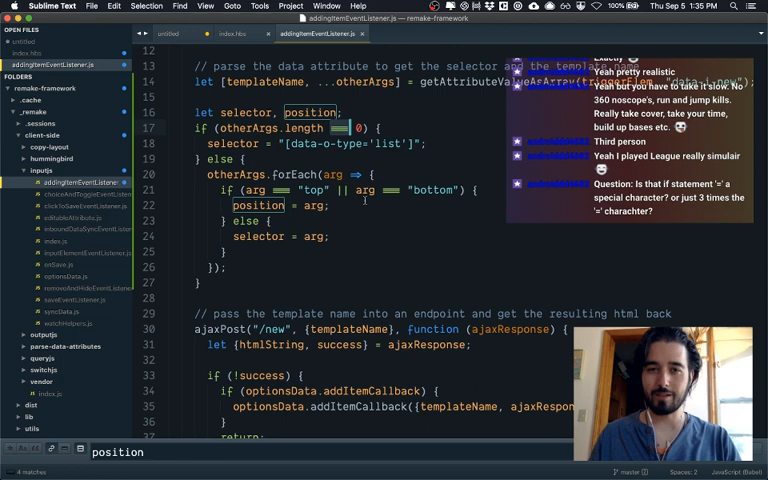 Sublime Text File Edit Selection Find View Goto Tools Project Window Help
100% Thu Sep 5 1:35 PM
addingItemEventListener.js — remake-framework
OPEN FILES
untitled
index.hbs
addingItemEventListener.js
FOLDERS
remake-framework
.cache
_remake
.sessions
client-side
copy-layout
hummingbird
inputjs
addingItemEventListener
choiceAndToggleEventListene
clickToSaveEventListener.js
editableAttribute.js
inboundDataSyncEventListene
index.js
inputElementEventListener.js
onSave.js
optionsData.js
removeAndHideEventListener
saveEventListener.js
syncData.js
watchHelpers.js
outputjs
parse-data-attributes
queryjs
switchjs
vendor
index.js
dist
lib
utils
untitled index.hbs addingItemEventListener.js
12
13 // parse the data attribute to get the selector and the template name
14 let [templateName, ...otherArgs] = getAttributeValueAsArray(triggerElem, "data-i-new");
15
16 let selector, position;
17 if (otherArgs.length === 0) {
18 selector = "[data-o-type='list']";
19 } else {
20 otherArgs.forEach(arg => {
21 if (arg === "top" || arg === "bottom") {
22 position = arg;
23 } else {
24 selector = arg;
25 }
26 });
27 }
28
29 // pass the template name into an endpoint and get the resulting html back
30 ajaxPost("/new", {templateName}, function (ajaxResponse) {
31 let {htmlString, success} = ajaxResponse;
32
33 if (!success) {
34 if (optionsData.addItemCallback) {
35 optionsData.addItemCallback({templateName, ajaxRespon
36 }
37 return;
Exactly
Yeah pretty realistic
Yeah but you have to take it slow. No
360 noscope's, run and jump kills.
Really take cover, take your time,
build up bases etc.
Third person
Yeah I played League really simulair
Question: Is that if statement '=' a
special character? or just 3 times the
'=' charachter?
position
4 matches
master (2) Spaces: 2 JavaScript (Babel)